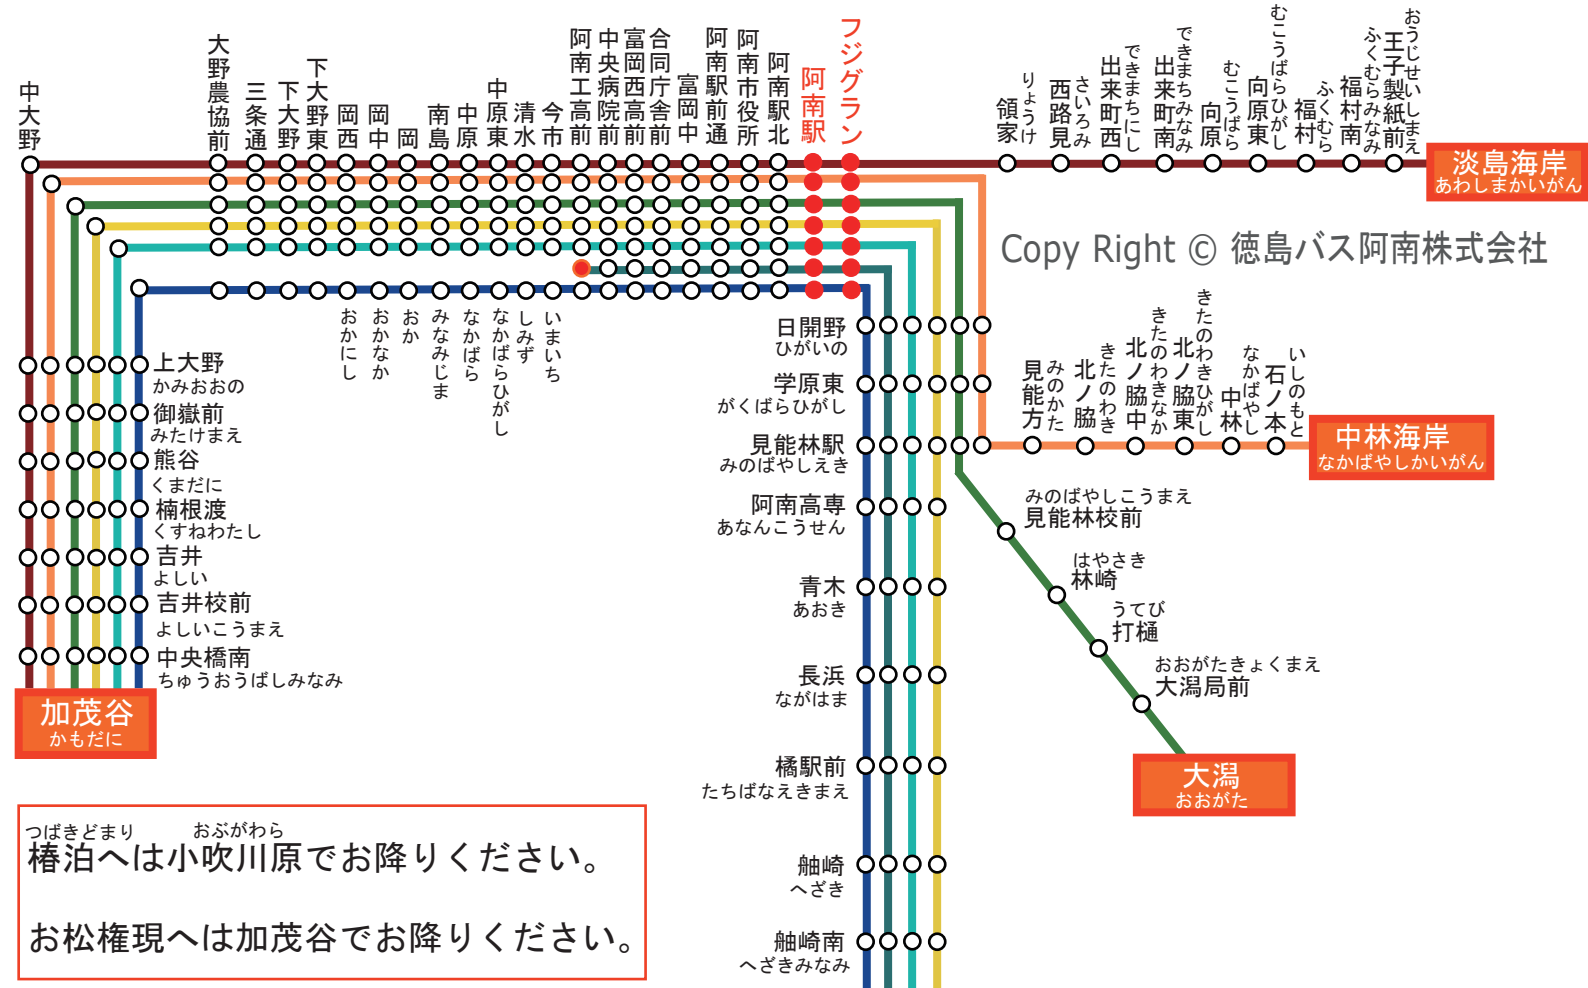 中大野
大野農協前
三条通
下大野
下大野東
岡西
岡中
岡
南島
中原
中原東
清水
今市
阿南工高前
中央病院前
富岡西高前
合同庁舎前
富岡中
阿南駅前通
阿南市役所
阿南駅北
阿南駅
フジグラン
りょうけ
領家
さいろみ
西路見
できまちにし
出来町西
できまちみなみ
出来町南
むこうばら
向原
むこうばらひがし
向原東
ふくむら
福村
ふくむらみなみ
福村南
おうじせいしまえ
王子製紙前
淡島海岸
あわしまかいがん
Copy Right © 徳島バス阿南株式会社
おかにし
おかなか
おか
みなみじま
なかばら
なかばらひがし
しみず
いまいち
上大野
かみおおの
御嶽前
みたけまえ
熊谷
くまだに
楠根渡
くすねわたし
吉井
よしい
吉井校前
よしいこうまえ
中央橋南
ちゅうおうばしみなみ
加茂谷
かもだに
日開野
ひがいの
学原東
がくばらひがし
見能林駅
みのばやしえき
阿南高専
あなんこうせん
青木
あおき
長浜
ながはま
橘駅前
たちばなえきまえ
舳崎
へざき
舳崎南
へざきみなみ
みのかた
見能方
きたのわき
北ノ脇
きたのわきなか
北ノ脇中
きたのわきひがし
北ノ脇東
なかばやし
中林
いしのもと
石ノ本
中林海岸
なかばやしかいがん
みのばやしこうまえ
見能林校前
はやさき
林崎
うてび
打樋
おおがたきょくまえ
大潟局前
大潟
おおがた
つばきどまり おぶがわら
椿泊へは小吹川原でお降りください。
お松権現へは加茂谷でお降りください。